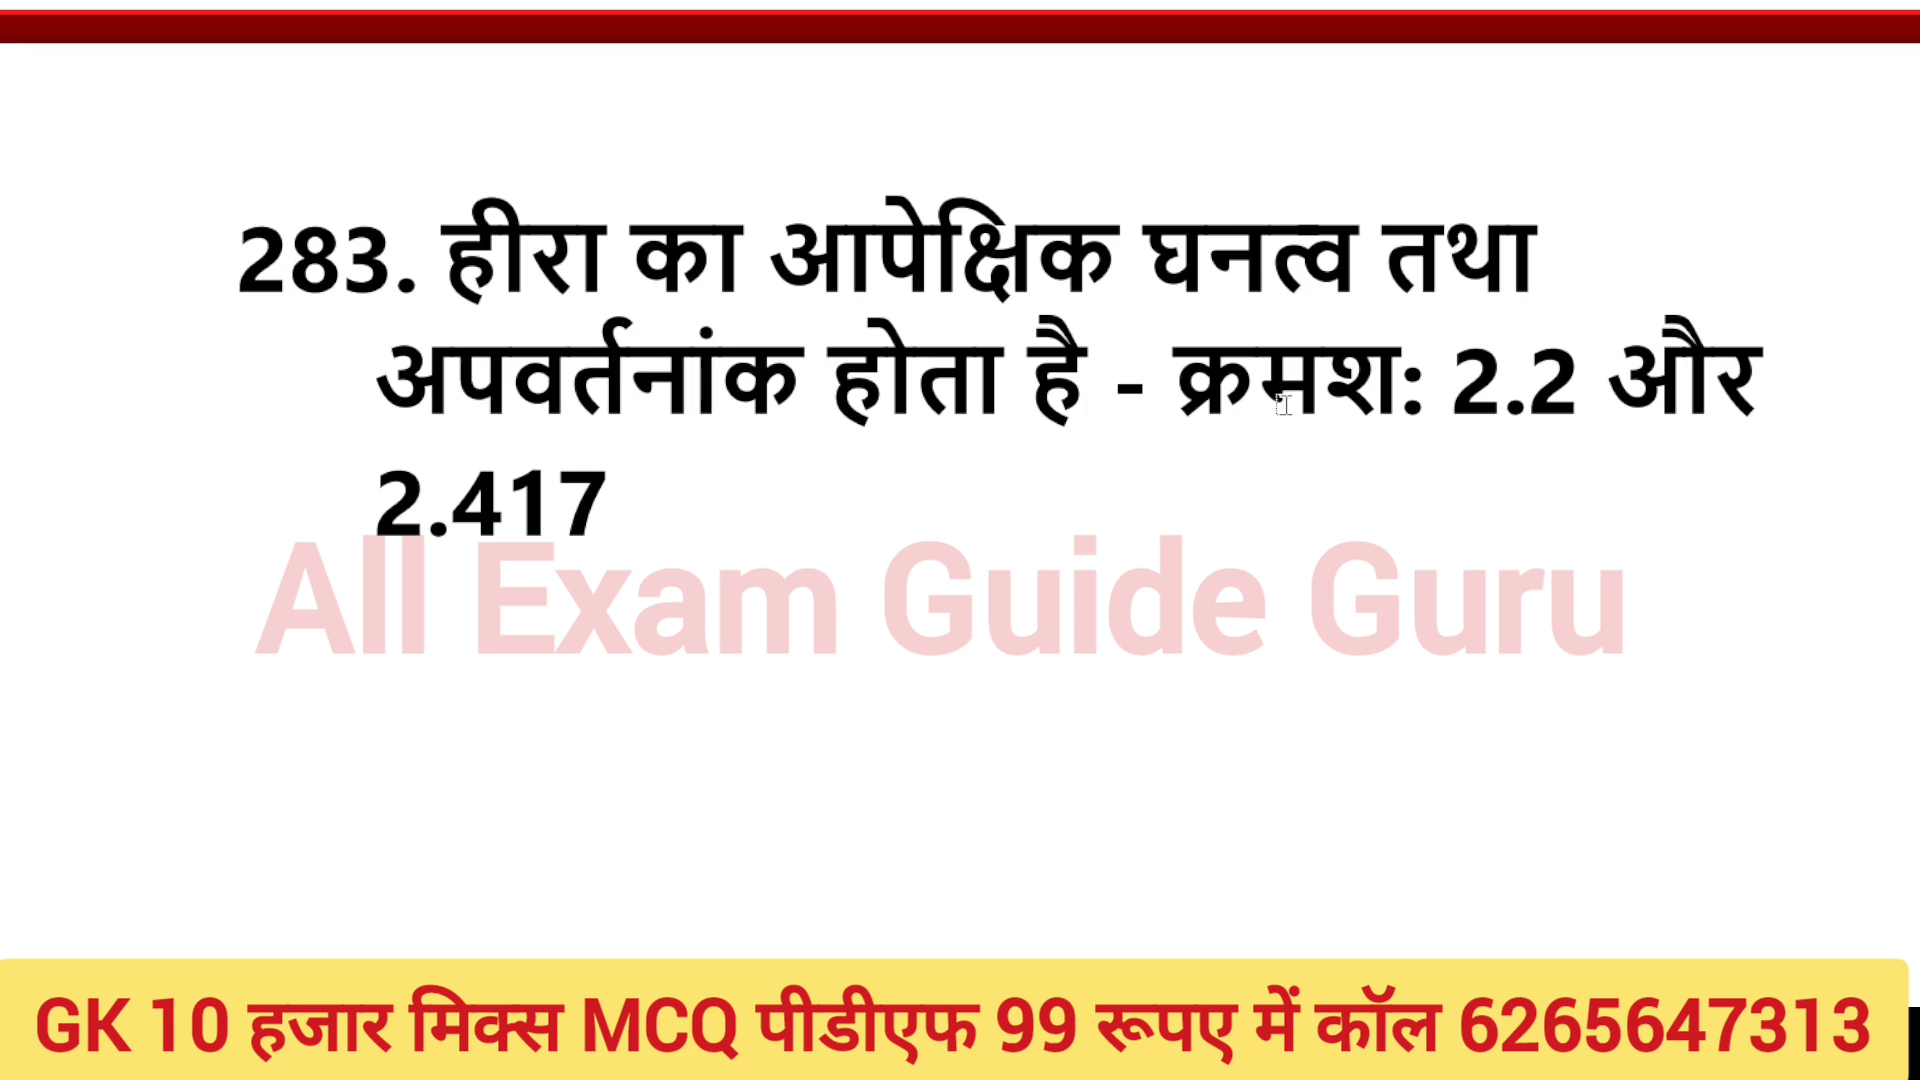 283. हीरा का आपेक्षिक घनत्व तथा
अपवर्तनांक होता है - क्रमश: 2.2 और
2.417
All Exam Guide Guru
GK 10 हजार मिक्स MCQ पीडीएफ 99 रूपए में कॉल 6265647313